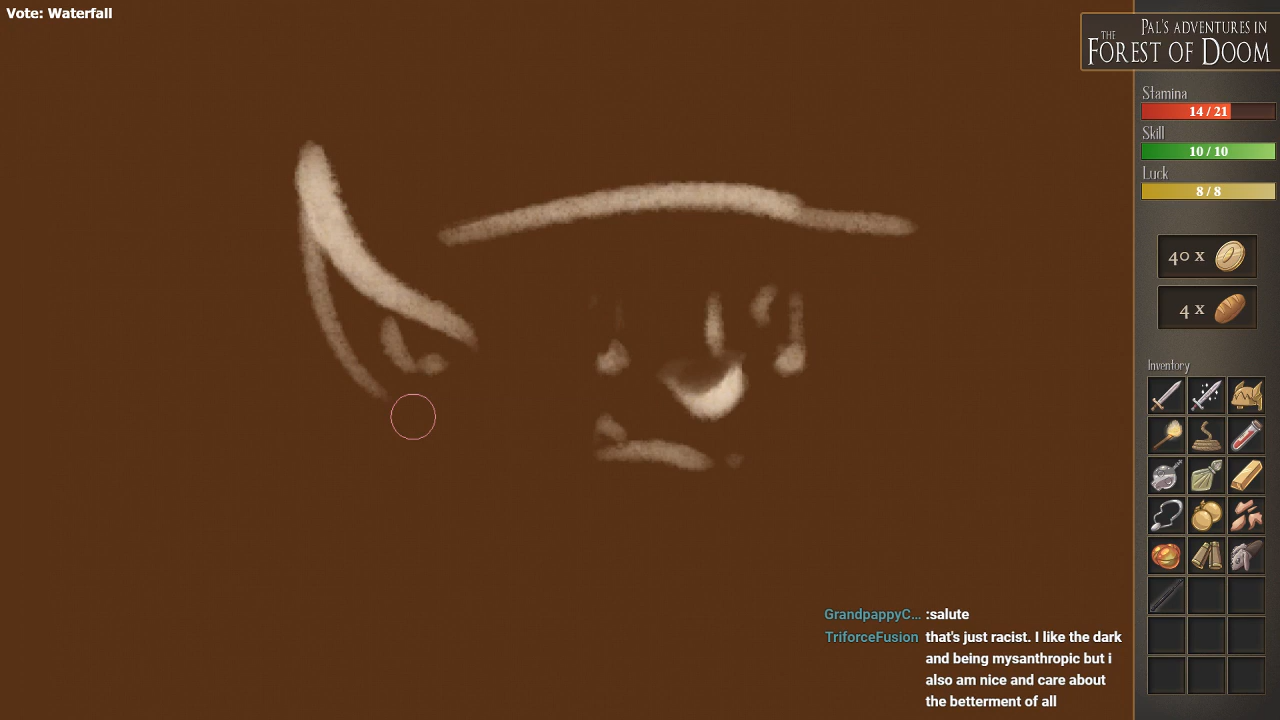 Vote: Waterfall
PAL'S ADVENTURES IN
THE FOREST OF DOOM
Stamina
14 / 21
Skill
10 / 10
Luck
8 / 8
40 x
4 x
Inventory
GrandpappyC... :salute
TriforceFusion that's just racist. I like the dark
and being mysanthropic but i
also am nice and care about
the betterment of all